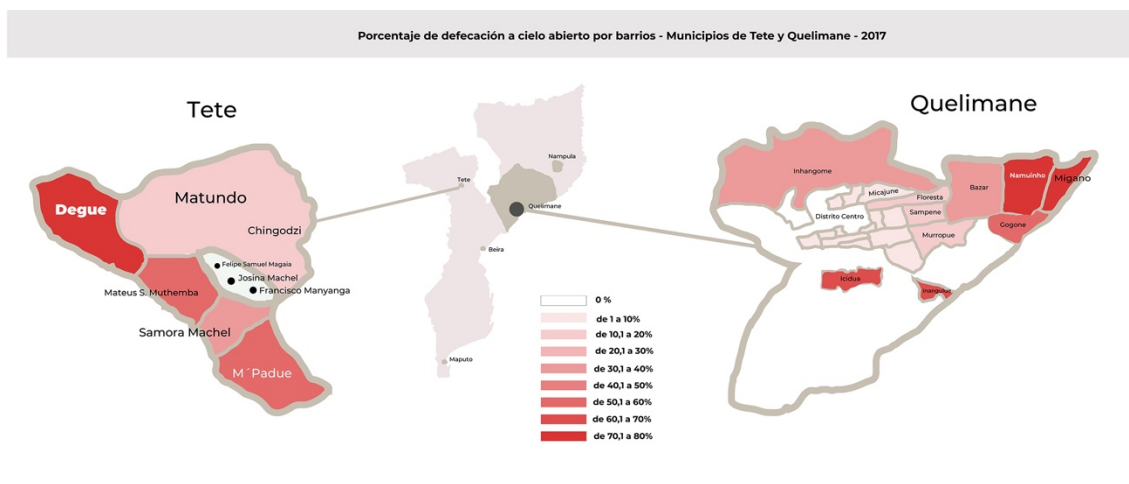 Porcentaje de defecación a cielo abierto por barrios - Municipios de Tete y Quelimane - 2017
Tete
Degue
Matundo
Chingodzi
Felipe Samuel Magaia
Josina Machel
Francisco Manyanga
Mateus S. Muthemba
Samora Machel
M´Padue
Nampula
Tete
Quelimane
Beira
Maputo
0 %
de 1 a 10%
de 10,1 a 20%
de 20,1 a 30%
de 30,1 a 40%
de 40,1 a 50%
de 50,1 a 60%
de 60,1 a 70%
de 70,1 a 80%
Quelimane
Inhangome
Micajune
Floresta
Bazar
Namuinho
Migano
Distrito Centro
Sampene
Gogone
Murropue
Icidua